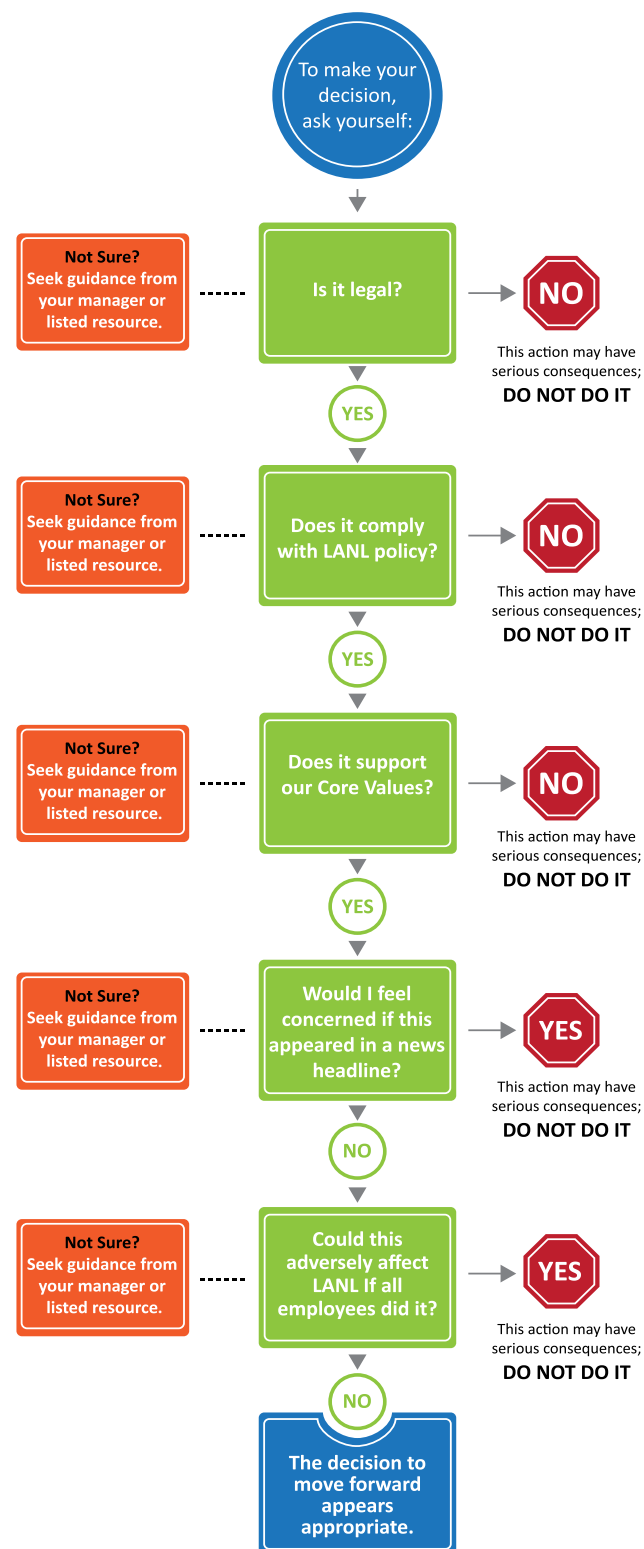 To make your
decision,
ask yourself:
Not Sure?
Seek guidance from
your manager or
listed resource.
Is it legal?
NO
This action may have
serious consequences;
DO NOT DO IT
YES
Not Sure?
Seek guidance from
your manager or
listed resource.
Does it comply
with LANL policy?
NO
This action may have
serious consequences;
DO NOT DO IT
YES
Not Sure?
Seek guidance from
your manager or
listed resource.
Does it support
our Core Values?
NO
This action may have
serious consequences;
DO NOT DO IT
YES
Not Sure?
Seek guidance from
your manager or
listed resource.
Would I feel
concerned if this
appeared in a news
headline?
YES
This action may have
serious consequences;
DO NOT DO IT
NO
Not Sure?
Seek guidance from
your manager or
listed resource.
Could this
adversely affect
LANL If all
employees did it?
YES
This action may have
serious consequences;
DO NOT DO IT
NO
The decision to
move forward
appears
appropriate.